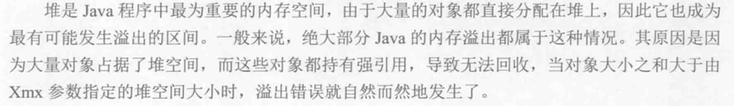 堆是 Java 程序中最为重要的内存空间，由于大量的对象都直接分配在堆上，因此它也成为
最有可能发生溢出的区间。一般来说，绝大部分 Java 的内存溢出都属于这种情况。其原因是因
为大量对象占据了堆空间，而这些对象都持有强引用，导致无法回收，当对象大小之和大于由
Xmx 参数指定的堆空间大小时，溢出错误就自然而然地发生了。